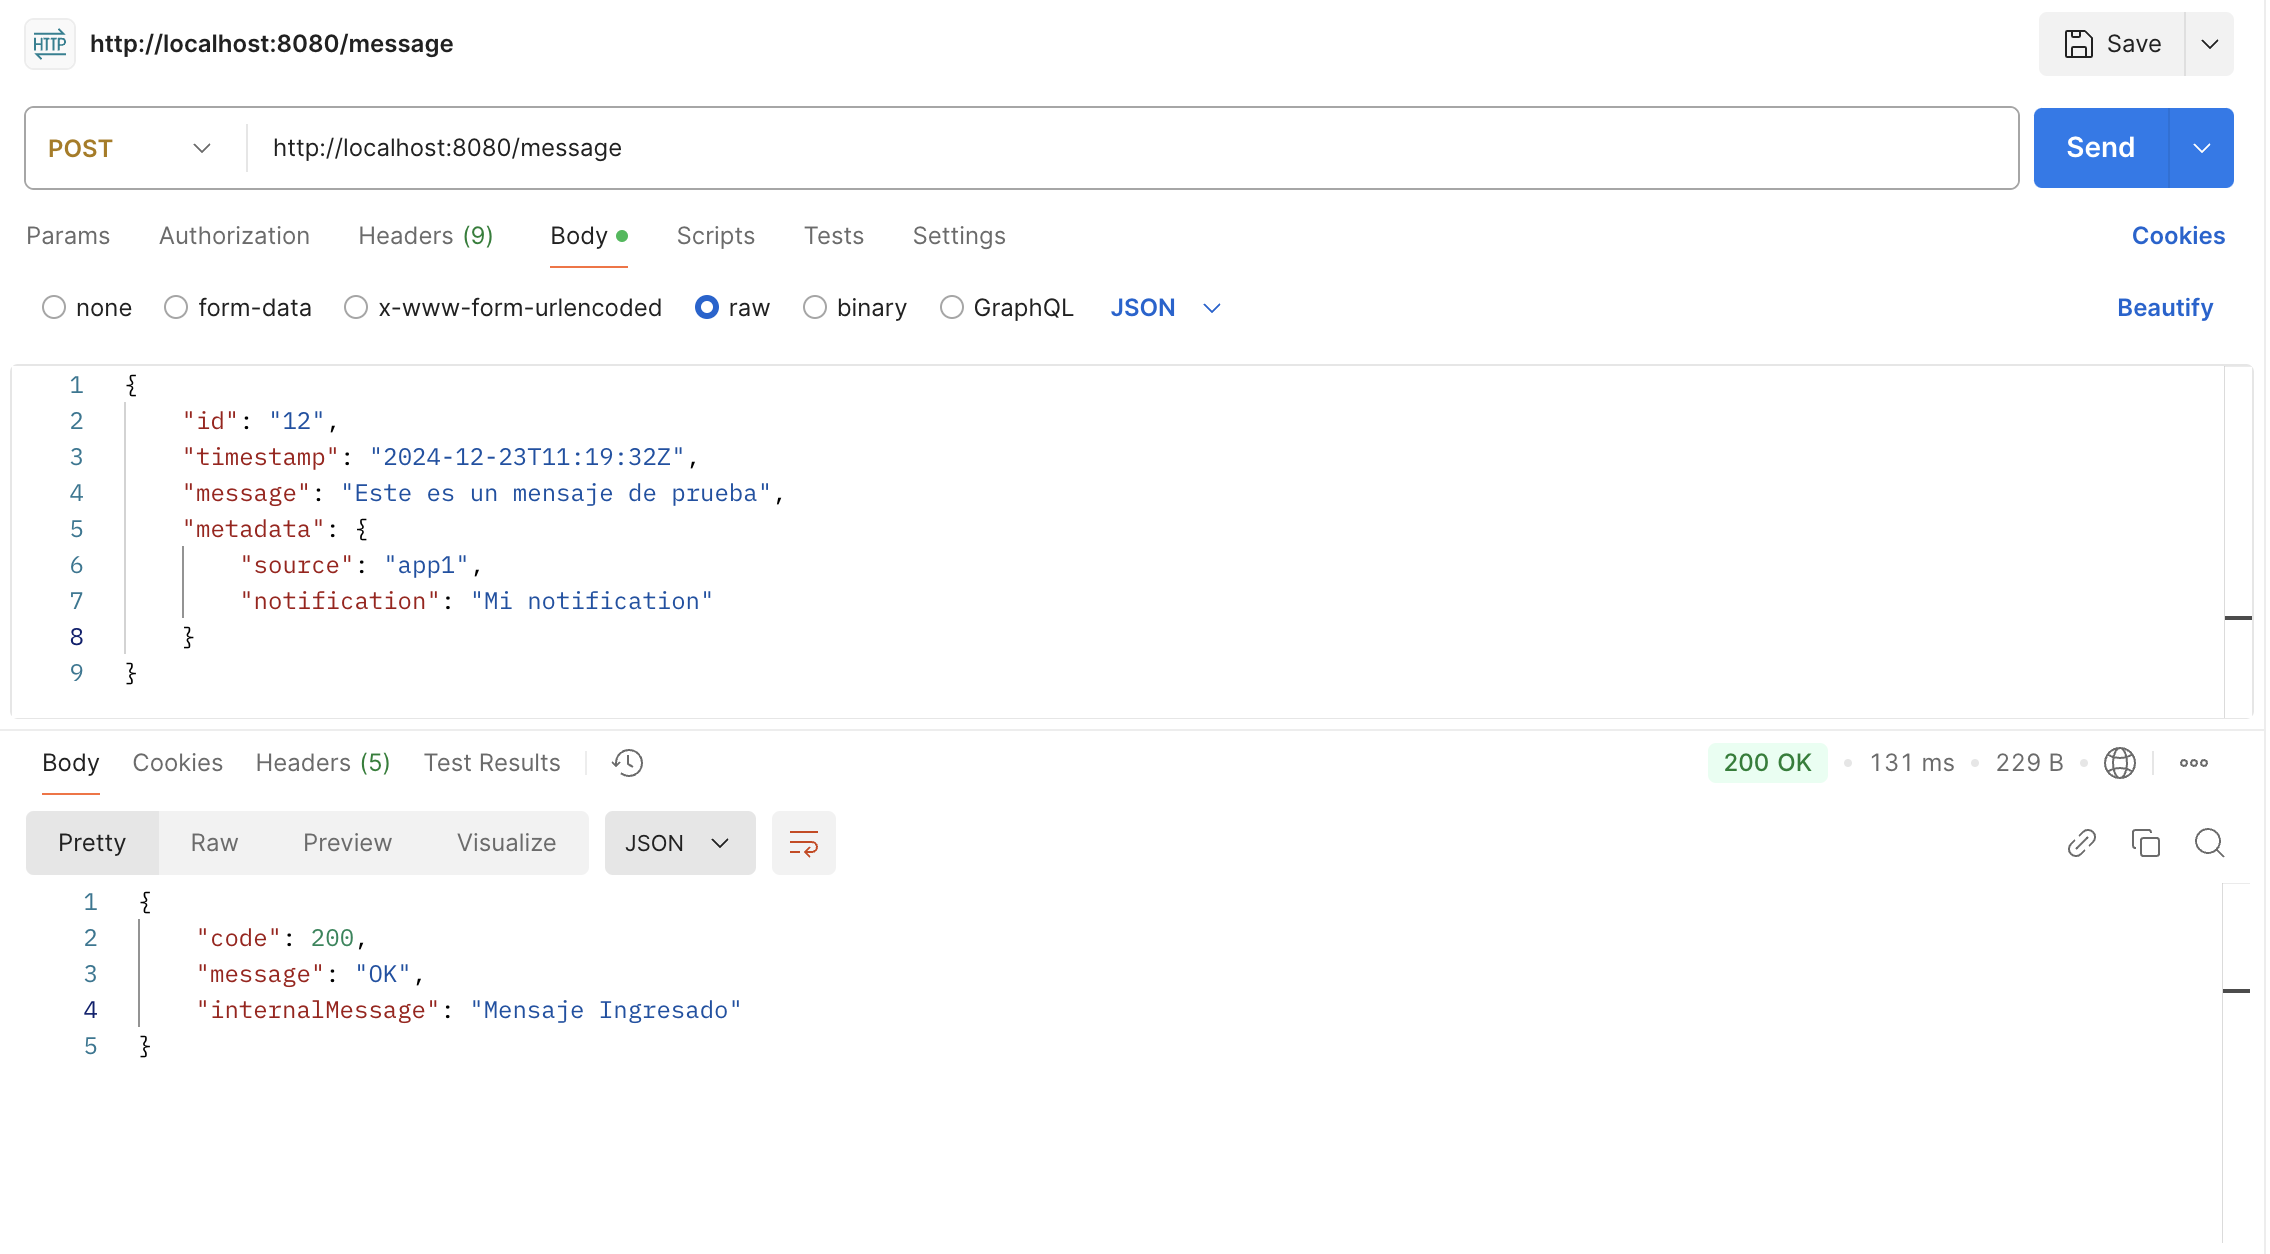 HTTP http://localhost:8080/message Save
POST http://localhost:8080/message Send
Params Authorization Headers (9) Body Scripts Tests Settings Cookies
none form-data x-www-form-urlencoded raw binary GraphQL JSON Beautify
1 {
2 "id": "12",
3 "timestamp": "2024-12-23T11:19:32Z",
4 "message": "Este es un mensaje de prueba",
5 "metadata": {
6 "source": "app1",
7 "notification": "Mi notification"
8 }
9 }
Body Cookies Headers (5) Test Results 200 OK 131 ms 229 B
Pretty Raw Preview Visualize JSON
1 {
2 "code": 200,
3 "message": "OK",
4 "internalMessage": "Mensaje Ingresado"
5 }